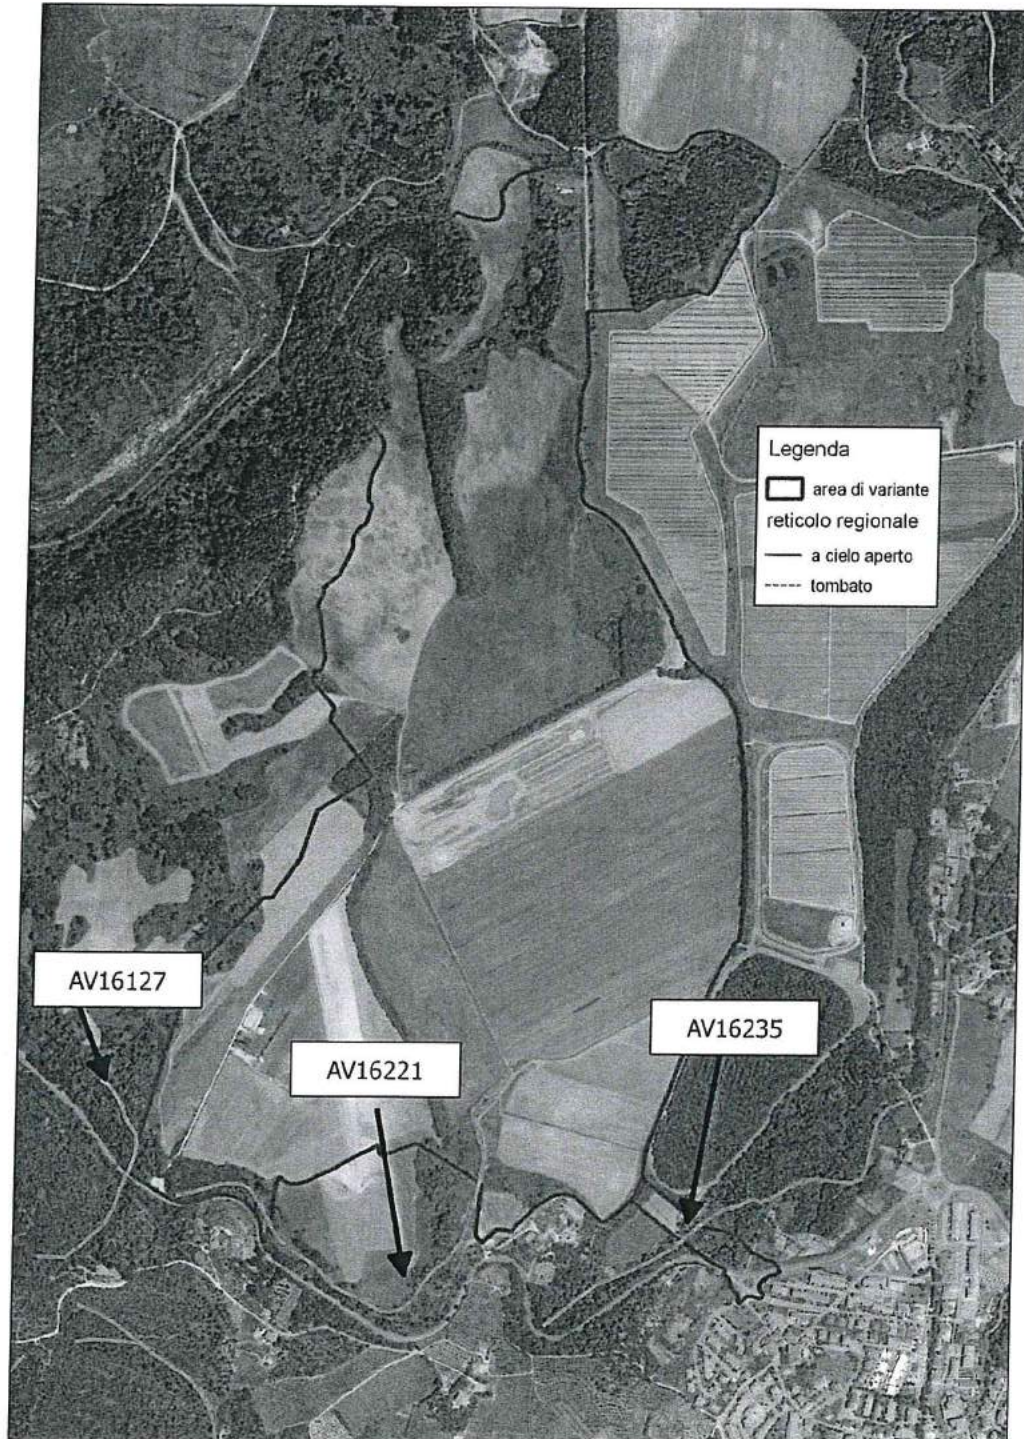 Legenda
area di variante
reticolo regionale
a cielo aperto
tombato
AV16127
AV16235
AV16221